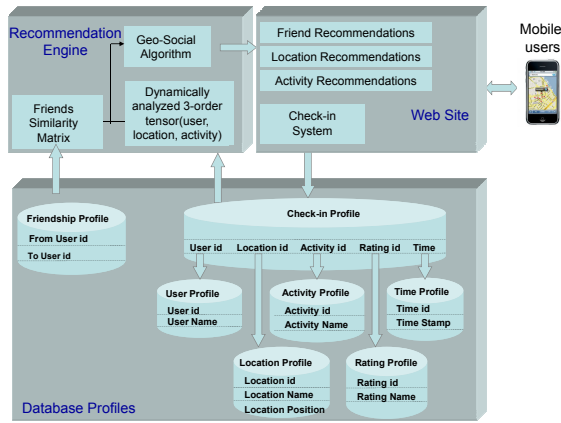 Recommendation
Engine
Geo-Social
Algorithm
Dynamically
analyzed 3-order
tensor(user,
location, activity)
Friends
Similarity
Matrix
Friend Recommendations
Location Recommendations
Activity Recommendations
Check-in
System
Web Site
Mobile
users
Friendship Profile
From User id
To User id
Check-in Profile
User id
Location id
Activity id
Rating id
Time
User Profile
User id
User Name
Activity Profile
Activity id
Activity Name
Time Profile
Time id
Time Stamp
Location Profile
Location id
Location Name
Location Position
Rating Profile
Rating id
Rating Name
Database Profiles